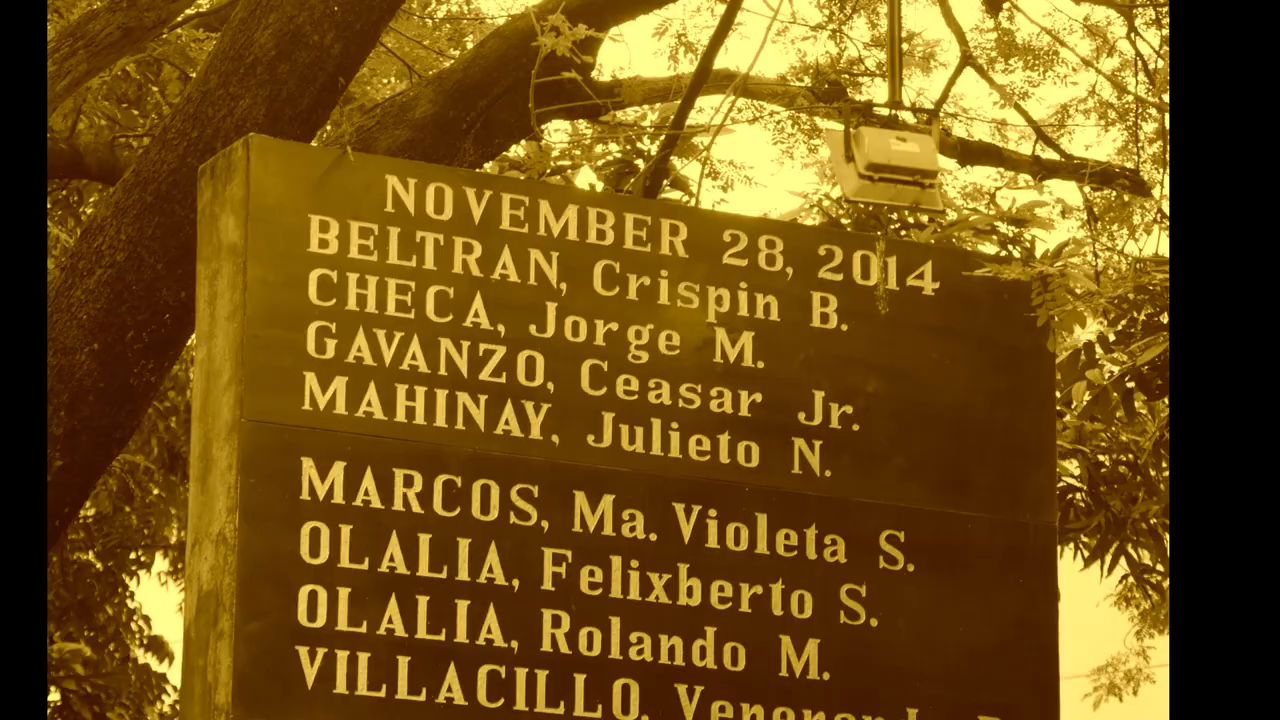 NOVEMBER 28, 2014
BELTRAN, Crispin B.
CHECA, Jorge M.
GAVANZO, Ceasar Jr.
MAHINAY, Julieto N.
MARCOS, Ma. Violeta S.
OLALIA, Felixberto S.
OLALIA, Rolando M.
VILLACILLO,